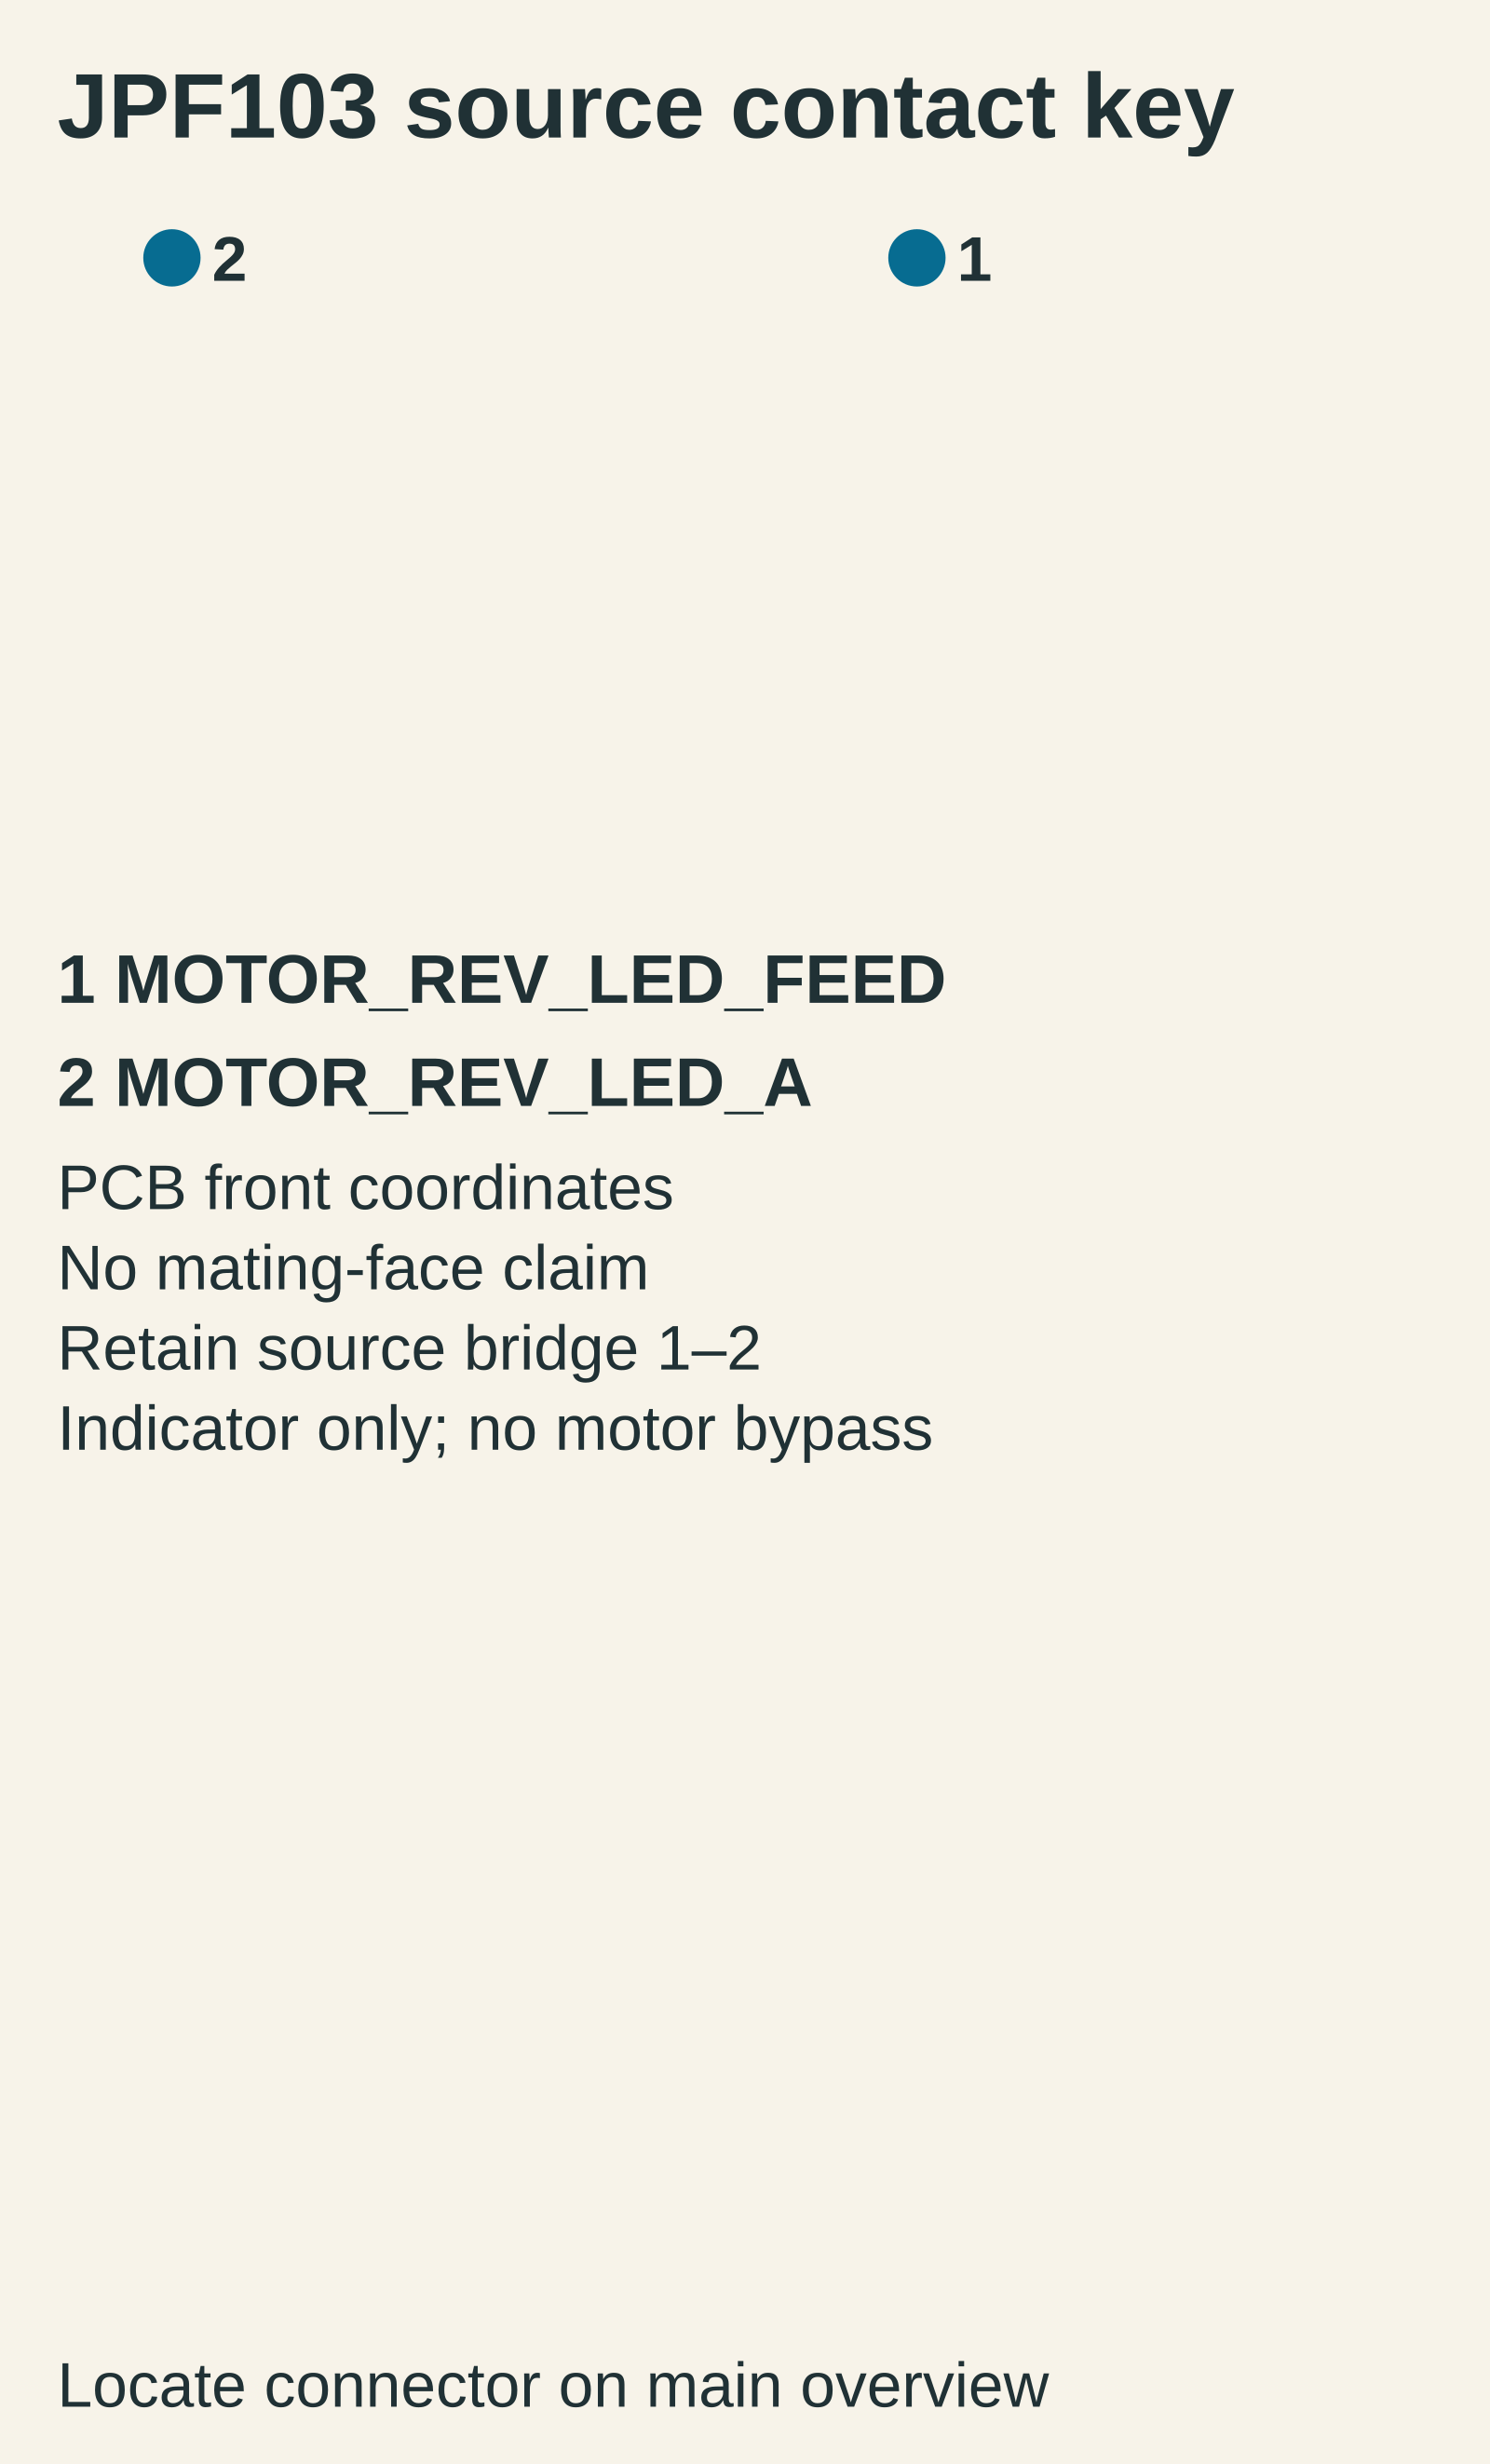 JPF103 source contact key
2 1
1 MOTOR_REV_LED_FEED
2 MOTOR_REV_LED_A
PCB front coordinates
No mating-face claim
Retain source bridge 1–2
Indicator only; no motor bypass
Locate connector on main overview